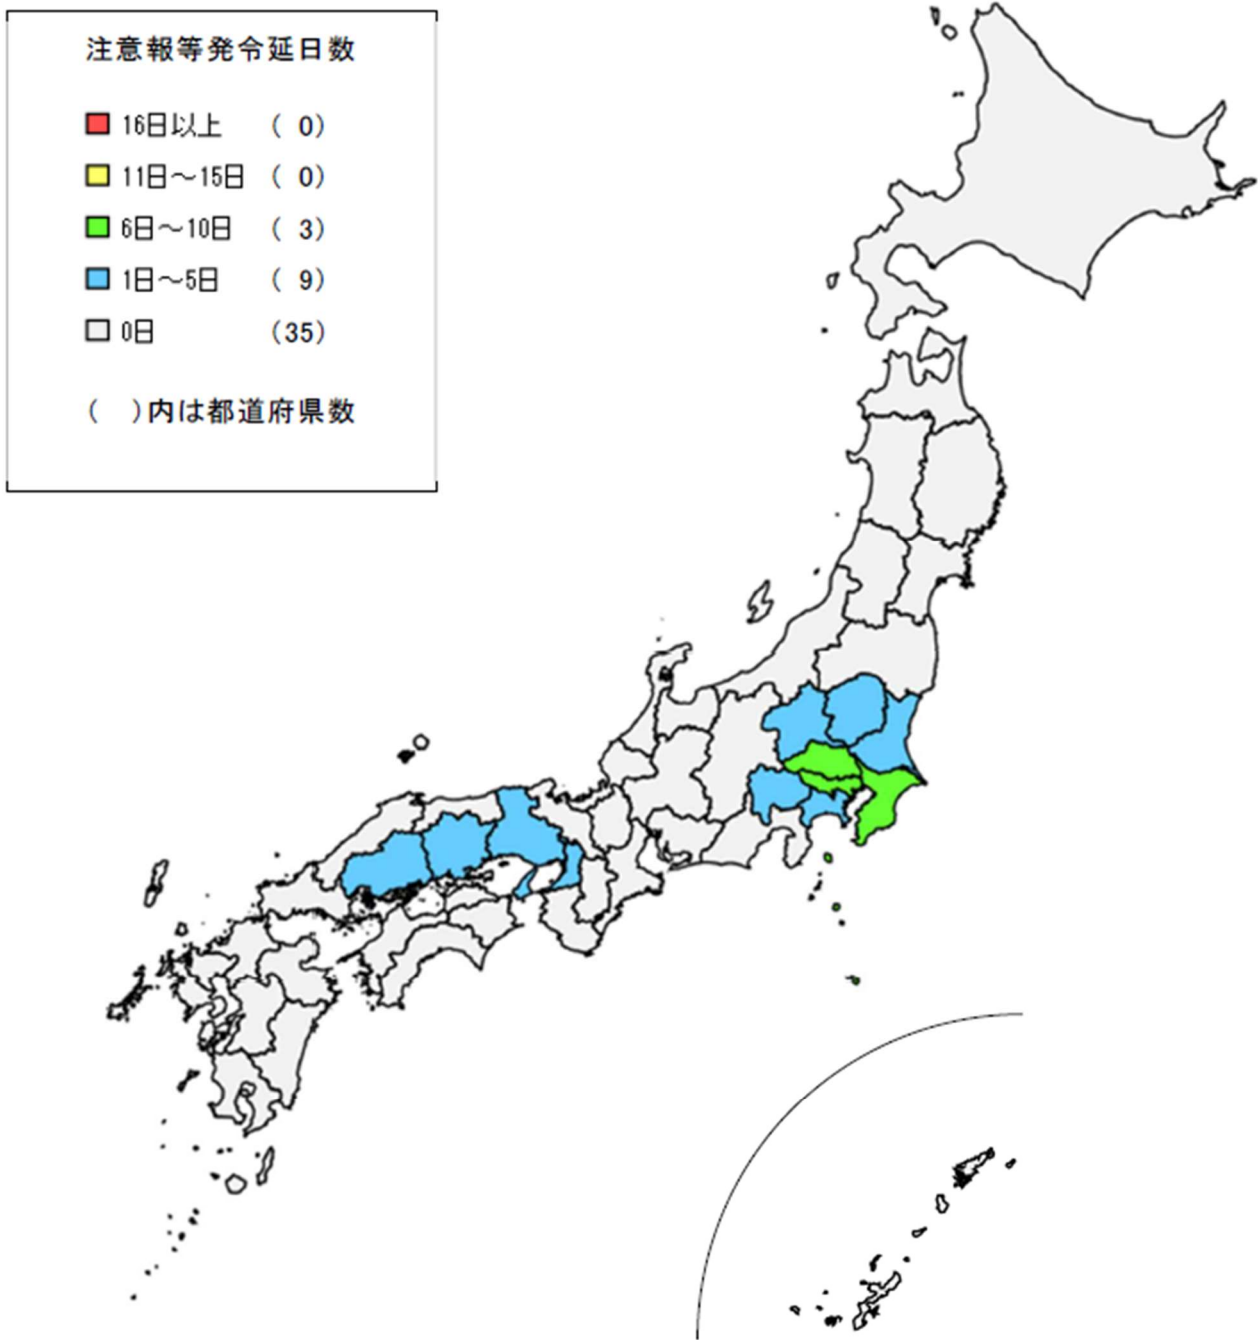 注意報等発令延日数
16日以上 ( 0)
11日～15日 ( 0)
6日～10日 ( 3)
1日～5日 ( 9)
0日 (35)
( )内は都道府県数